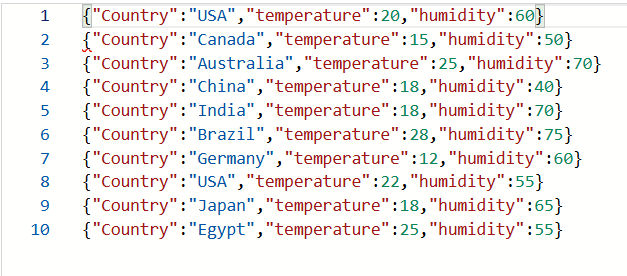 1 {"Country":"USA","temperature":20,"humidity":60}
2 {"Country":"Canada","temperature":15,"humidity":50}
3 {"Country":"Australia","temperature":25,"humidity":70}
4 {"Country":"China","temperature":18,"humidity":40}
5 {"Country":"India","temperature":18,"humidity":70}
6 {"Country":"Brazil","temperature":28,"humidity":75}
7 {"Country":"Germany","temperature":12,"humidity":60}
8 {"Country":"USA","temperature":22,"humidity":55}
9 {"Country":"Japan","temperature":18,"humidity":65}
10 {"Country":"Egypt","temperature":25,"humidity":55}